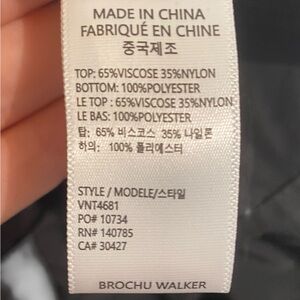 MADE IN CHINA
FABRIQUÉ EN CHINE
중국제조
TOP: 65%VISCOSE 35%NYLON
BOTTOM: 100%POLYESTER
LE TOP : 65%VISCOSE 35%NYLON
LE BAS: 100%POLYESTER
탑: 65% 비스코스 35% 나일론
하의: 100% 폴리에스터
STYLE / MODELE/스타일
VNT4681
PO# 10734
RN# 140785
CA# 30427
BROCHU WALKER